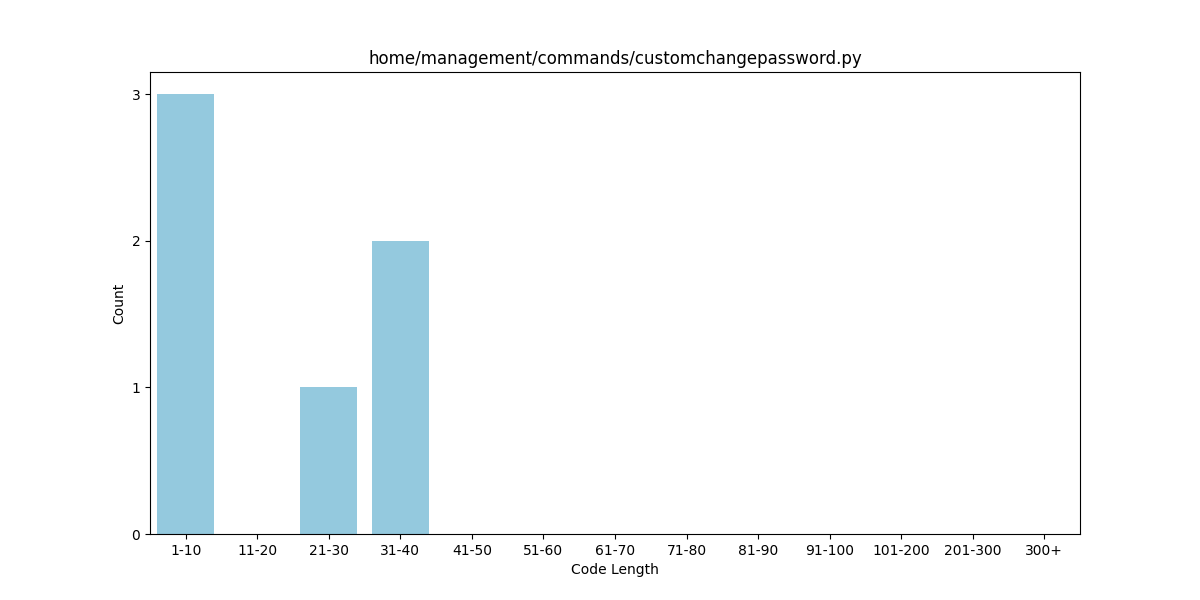 home/management/commands/customchangepassword.py
3
2
1
0
Count
1-10 11-20 21-30 31-40 41-50 51-60 61-70 71-80 81-90 91-100 101-200 201-300 300+
Code Length